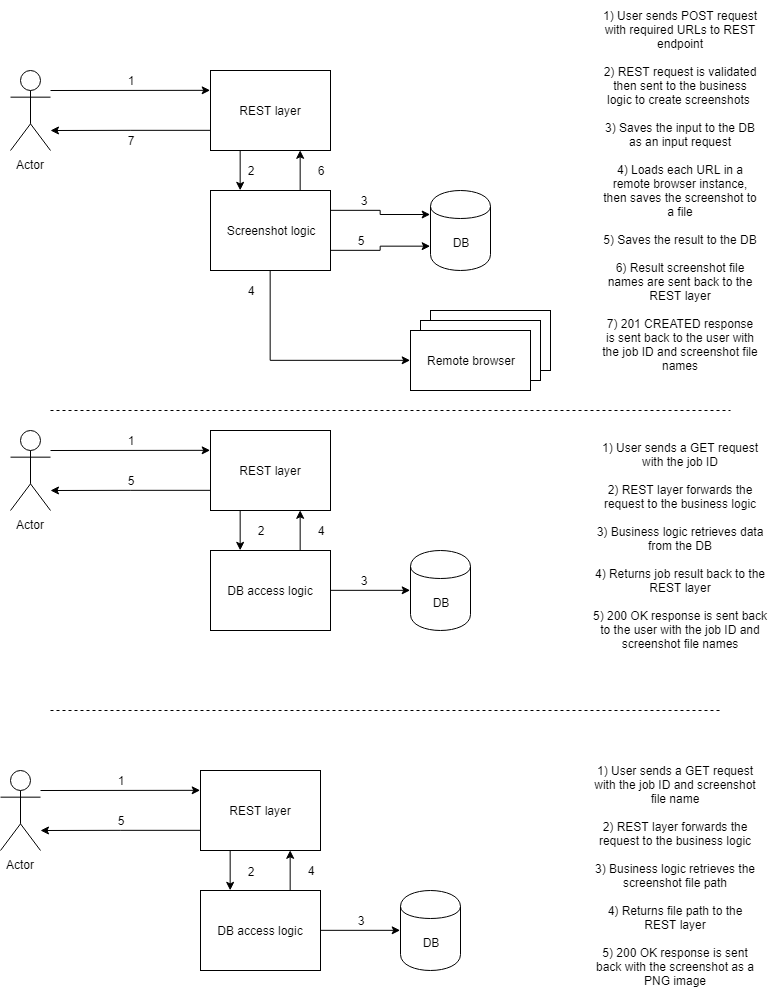 1) User sends POST request
with required URLs to REST
endpoint
2) REST request is validated
then sent to the business
logic to create screenshots
3) Saves the input to the DB
as an input request
4) Loads each URL in a
remote browser instance,
then saves the screenshot to
a file
5) Saves the result to the DB
6) Result screenshot file
names are sent back to the
REST layer
7) 201 CREATED response
is sent back to the user with
the job ID and screenshot file
names
1
REST layer
7
Actor
2
6
3
Screenshot logic
5
DB
4
Remote browser
1
REST layer
5
Actor
2
4
3
DB access logic
DB
1) User sends a GET request
with the job ID
2) REST layer forwards the
request to the business logic
3) Business logic retrieves data
from the DB
4) Returns job result back to the
REST layer
5) 200 OK response is sent back
to the user with the job ID and
screenshot file names
1
REST layer
5
Actor
2
4
3
DB access logic
DB
1) User sends a GET request
with the job ID and screenshot
file name
2) REST layer forwards the
request to the business logic
3) Business logic retrieves the
screenshot file path
4) Returns file path to the
REST layer
5) 200 OK response is sent
back with the screenshot as a
PNG image